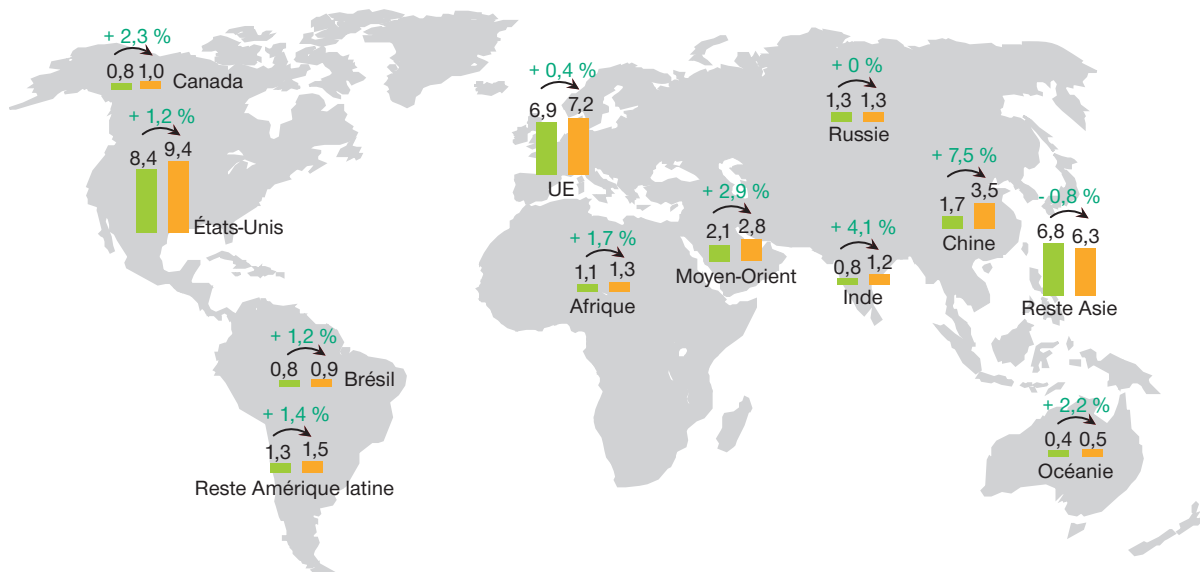 + 2,3 %
0,8 1,0
Canada
+ 1,2 %
8,4 9,4
États-Unis
+ 1,2 %
0,8 0,9
Brésil
+ 1,4 %
1,3 1,5
Reste Amérique latine
+ 0,4 %
6,9 7,2
UE
+ 1,7 %
1,1 1,3
Afrique
+ 2,9 %
2,1 2,8
Moyen-Orient
+ 0 %
1,3 1,3
Russie
+ 4,1 %
0,8 1,2
Inde
+ 7,5 %
1,7 3,5
Chine
- 0,8 %
6,8 6,3
Reste Asie
+ 2,2 %
0,4 0,5
Océanie